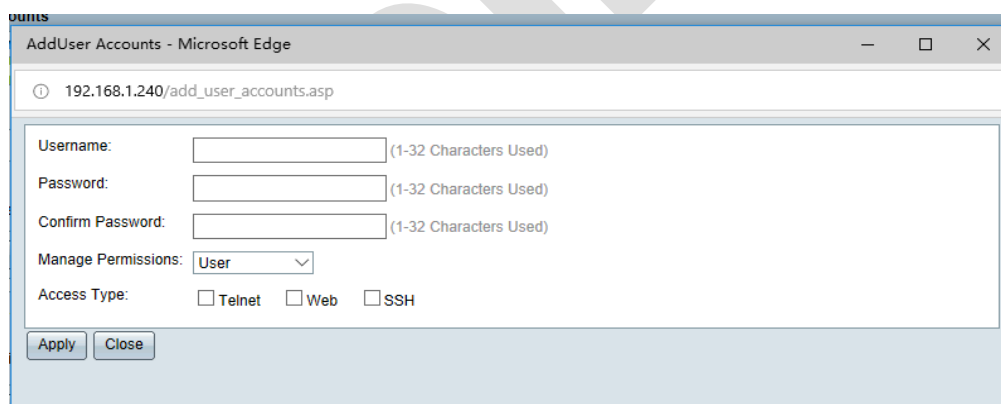 ounts
AddUser Accounts - Microsoft Edge
192.168.1.240/add_user_accounts.asp
Username: (1-32 Characters Used)
Password: (1-32 Characters Used)
Confirm Password: (1-32 Characters Used)
Manage Permissions: User
Access Type: Telnet Web SSH
Apply Close